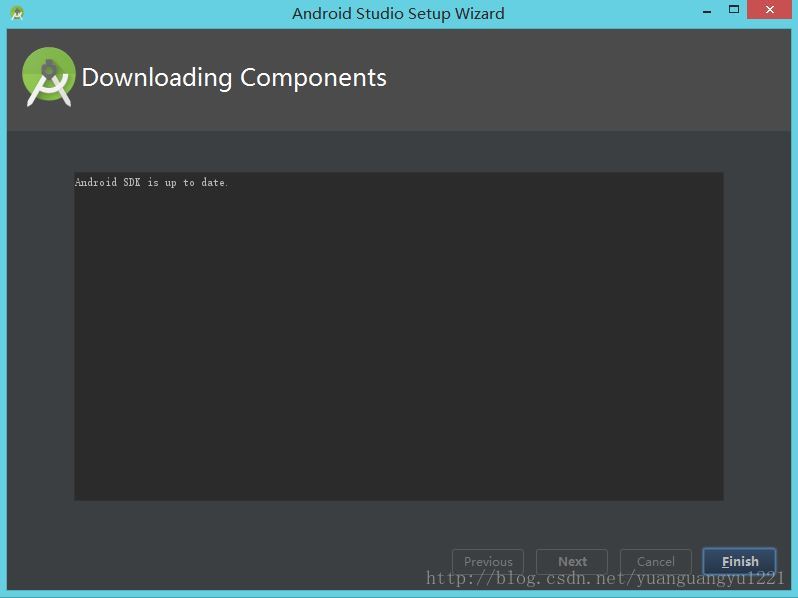 Android Studio Setup Wizard
Downloading Components
Android SDK is up to date.
Previous Next Cancel Finish
http://blog.csdn.net/yuanguangyu1221